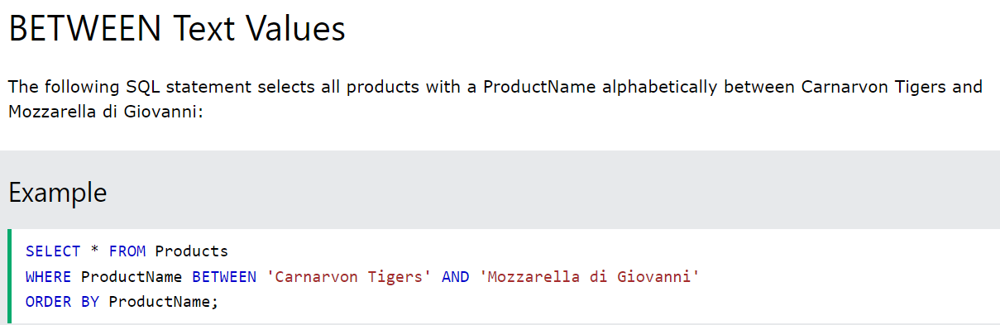 BETWEEN Text Values
The following SQL statement selects all products with a ProductName alphabetically between Carnarvon Tigers and
Mozzarella di Giovanni:
Example
SELECT * FROM Products
WHERE ProductName BETWEEN 'Carnarvon Tigers' AND 'Mozzarella di Giovanni'
ORDER BY ProductName;